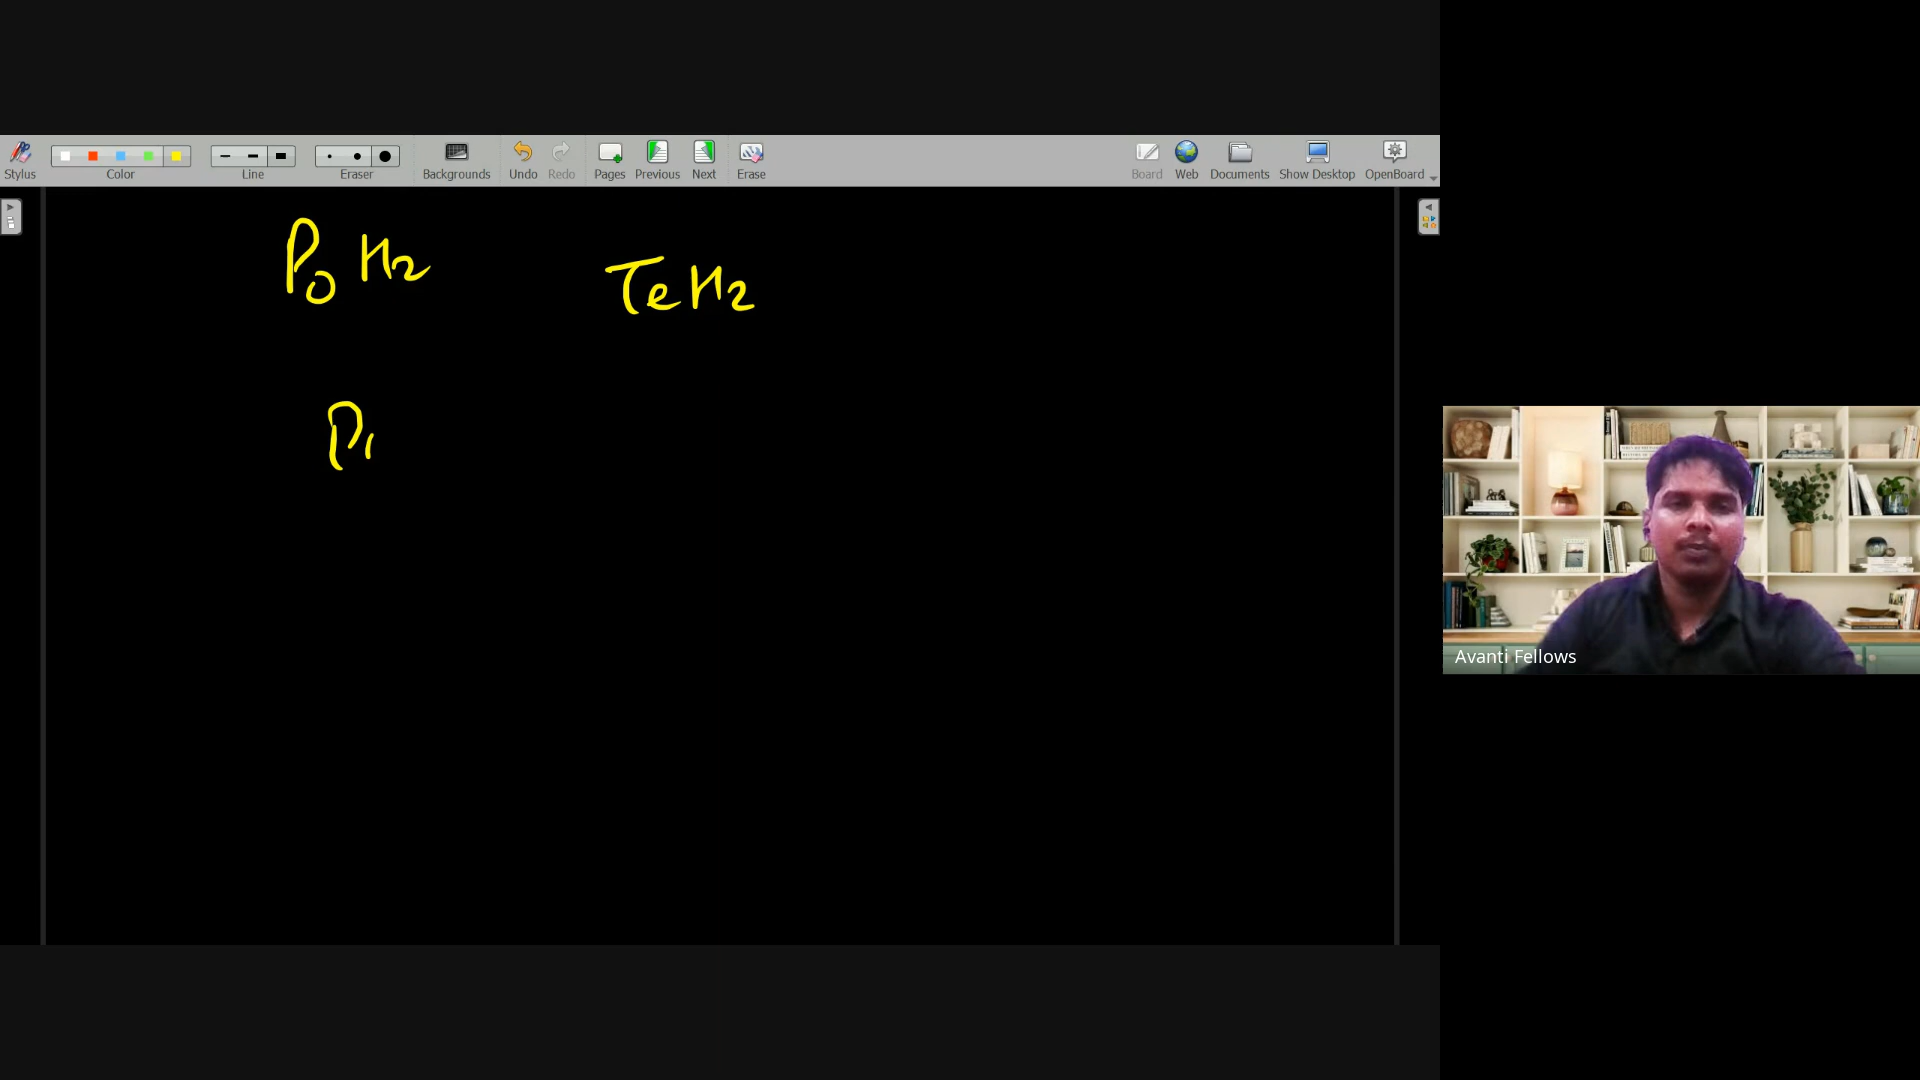 Stylus Color Line Eraser Backgrounds Undo Redo Pages Previous Next Erase Board Web Documents Show Desktop OpenBoard
PoH2 TeH2
P
Avanti Fellows